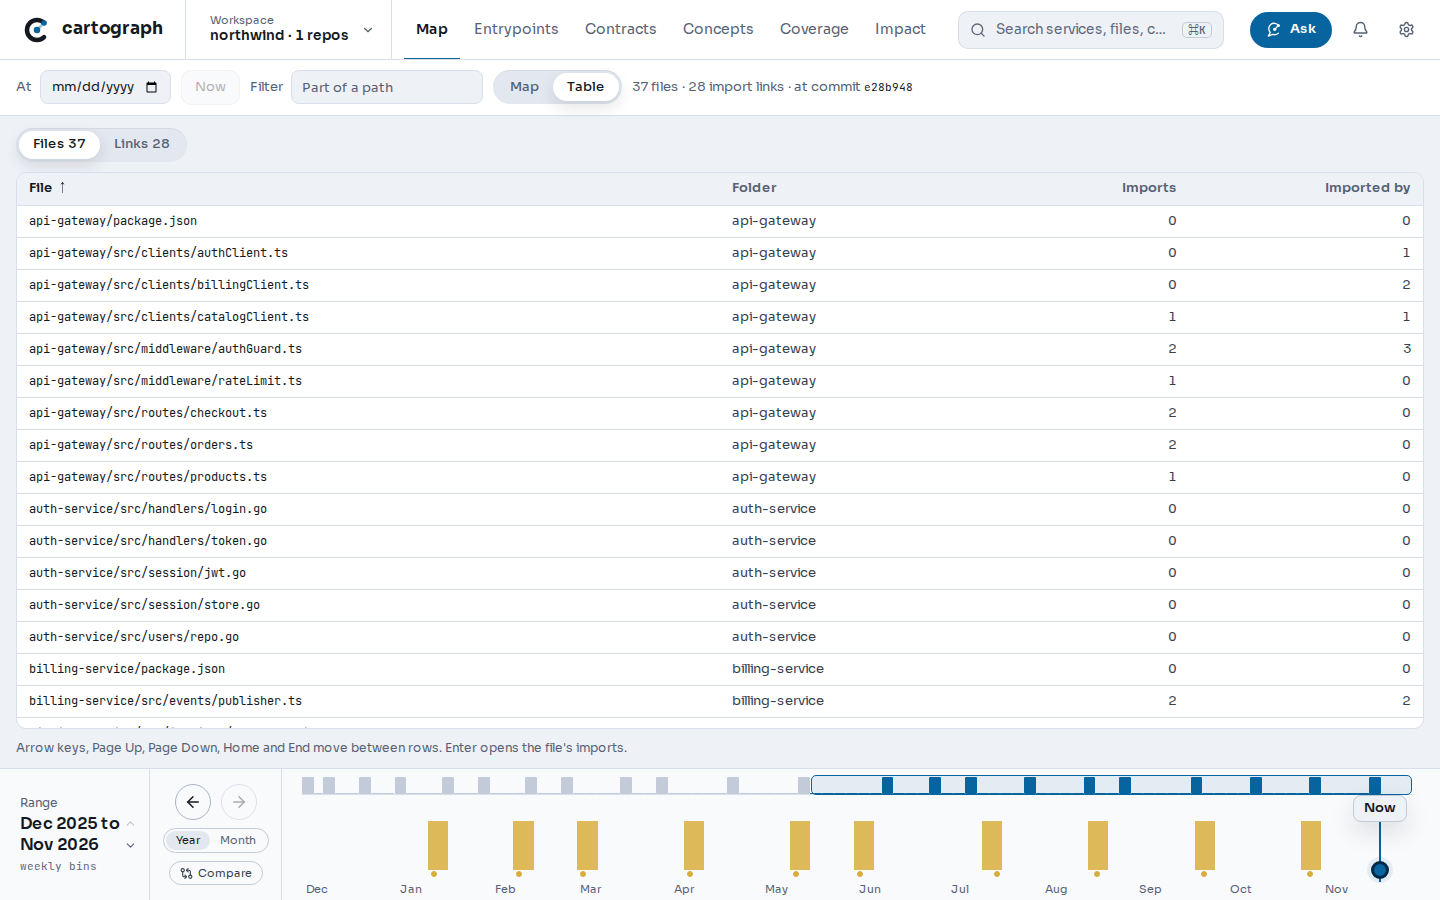 cartograph
Workspace
northwind · 1 repos
Map Entrypoints Contracts Concepts Coverage Impact
Search services, files, c... ⌘K
Ask
At mm/dd/yyyy Now Filter Part of a path Map Table 37 files · 28 import links · at commit e28b948
Files 37 Links 28
File ↑ Folder Imports Imported by
api-gateway/package.json api-gateway 0 0
api-gateway/src/clients/authClient.ts api-gateway 0 1
api-gateway/src/clients/billingClient.ts api-gateway 0 2
api-gateway/src/clients/catalogClient.ts api-gateway 1 1
api-gateway/src/middleware/authGuard.ts api-gateway 2 3
api-gateway/src/middleware/rateLimit.ts api-gateway 1 0
api-gateway/src/routes/checkout.ts api-gateway 2 0
api-gateway/src/routes/orders.ts api-gateway 2 0
api-gateway/src/routes/products.ts api-gateway 1 0
auth-service/src/handlers/login.go auth-service 0 0
auth-service/src/handlers/token.go auth-service 0 0
auth-service/src/session/jwt.go auth-service 0 0
auth-service/src/session/store.go auth-service 0 0
auth-service/src/users/repo.go auth-service 0 0
billing-service/package.json billing-service 0 0
billing-service/src/events/publisher.ts billing-service 2 2
Arrow keys, Page Up, Page Down, Home and End move between rows. Enter opens the file's imports.
Range
Dec 2025 to
Nov 2026
weekly bins
Year Month
Compare
Now
Dec Jan Feb Mar Apr May Jun Jul Aug Sep Oct Nov